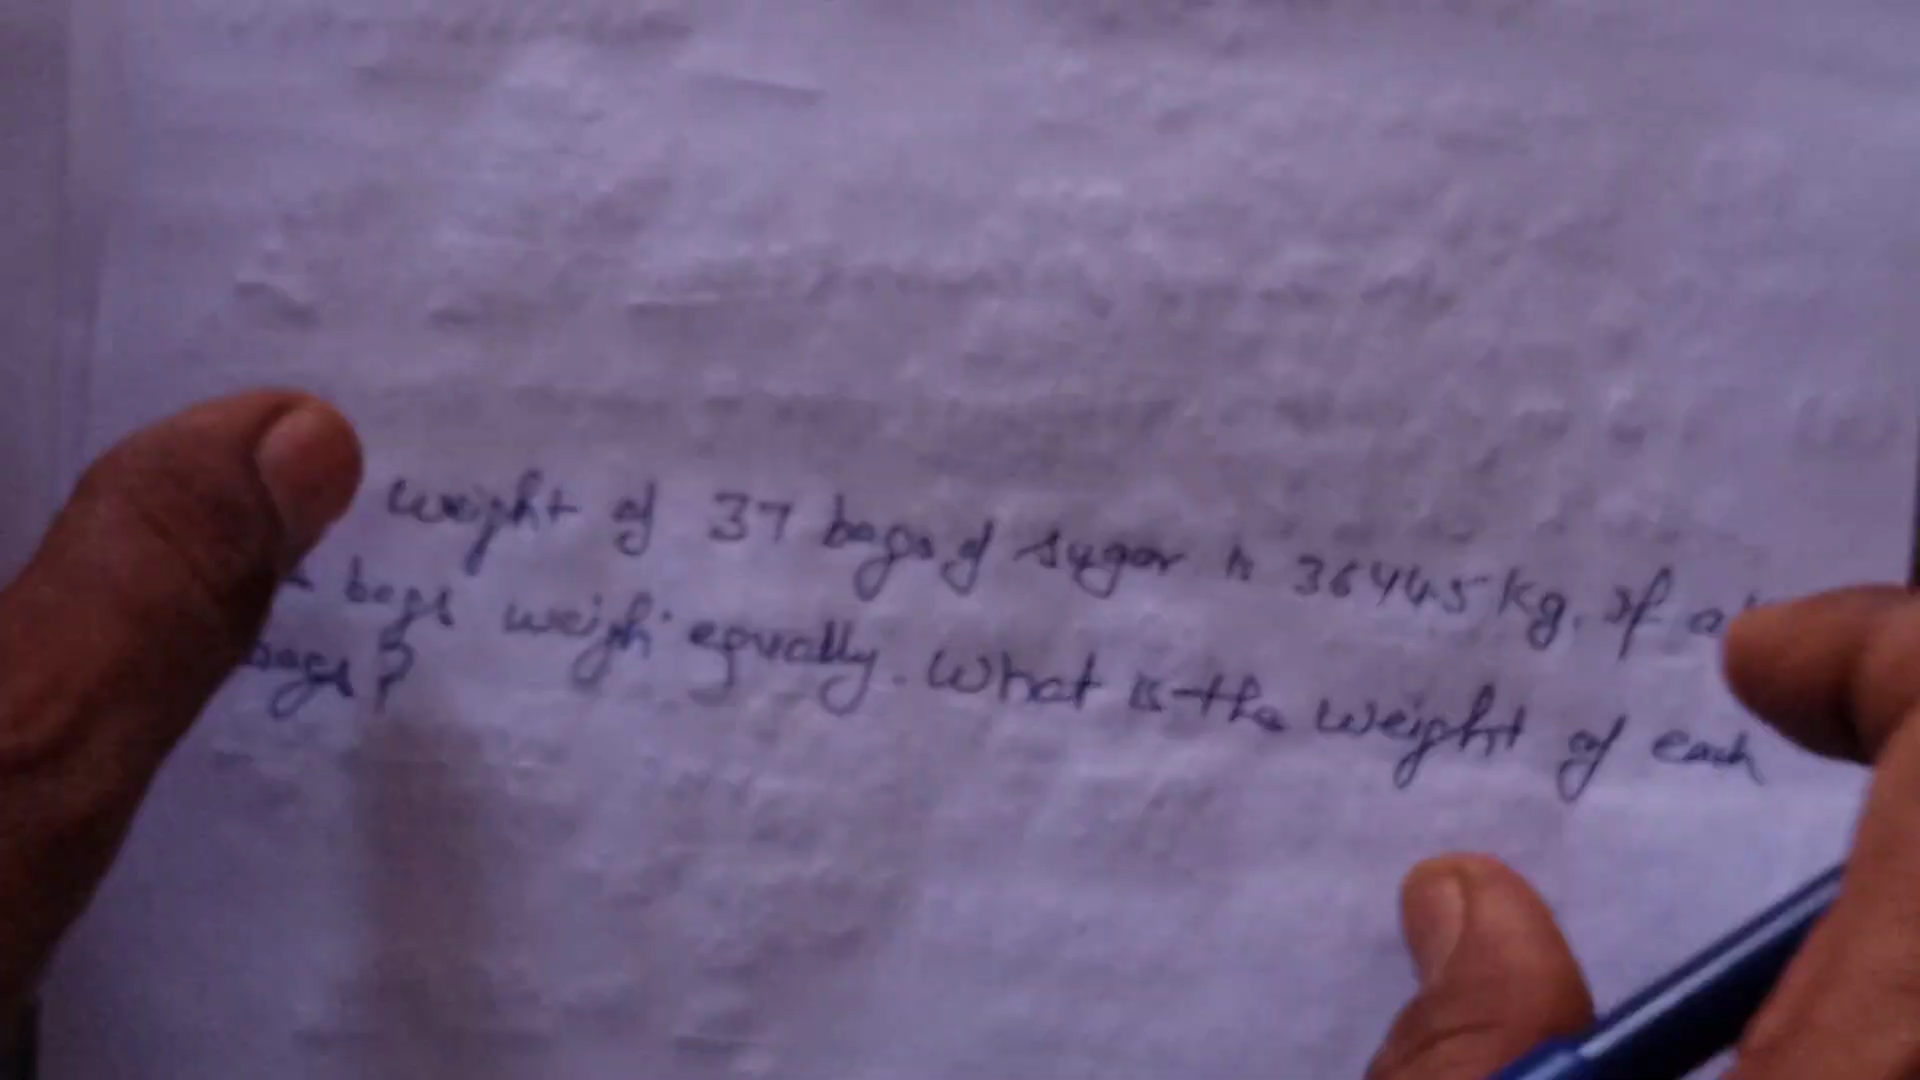 weight of 37 bags of sugar is 36445 kg. If
bags weigh equally. What is the weight of each
bags?